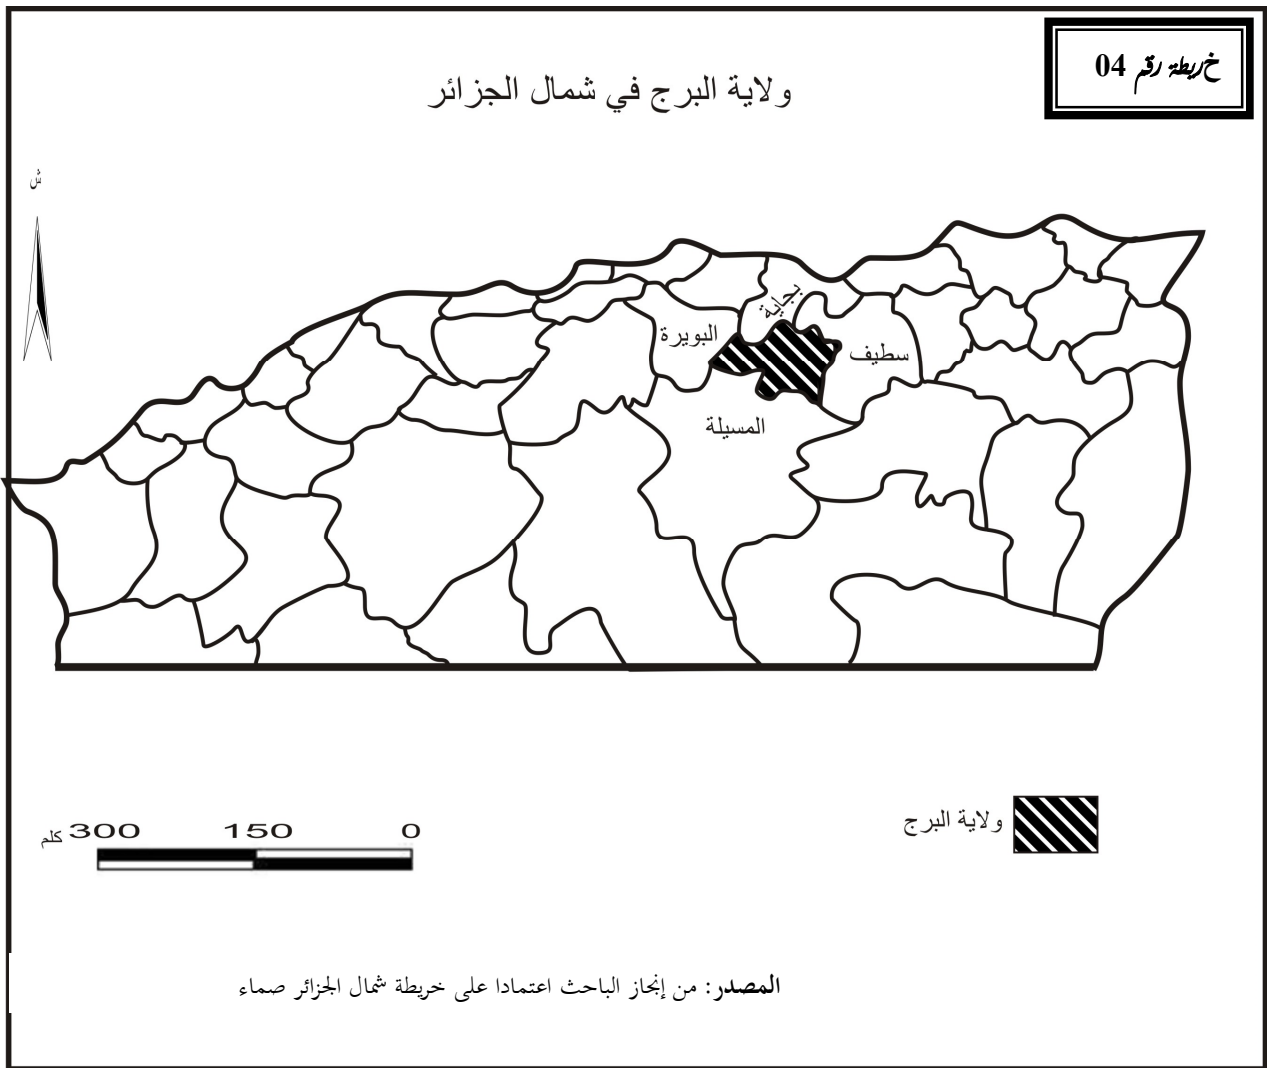 خريطة رقم 04
ولاية البرج في شمال الجزائر
ش
بجاية
البويرة
سطيف
المسيلة
ولاية البرج
0 150 300 كلم
المصدر: من إنجاز الباحث اعتمادا على خريطة شمال الجزائر صماء